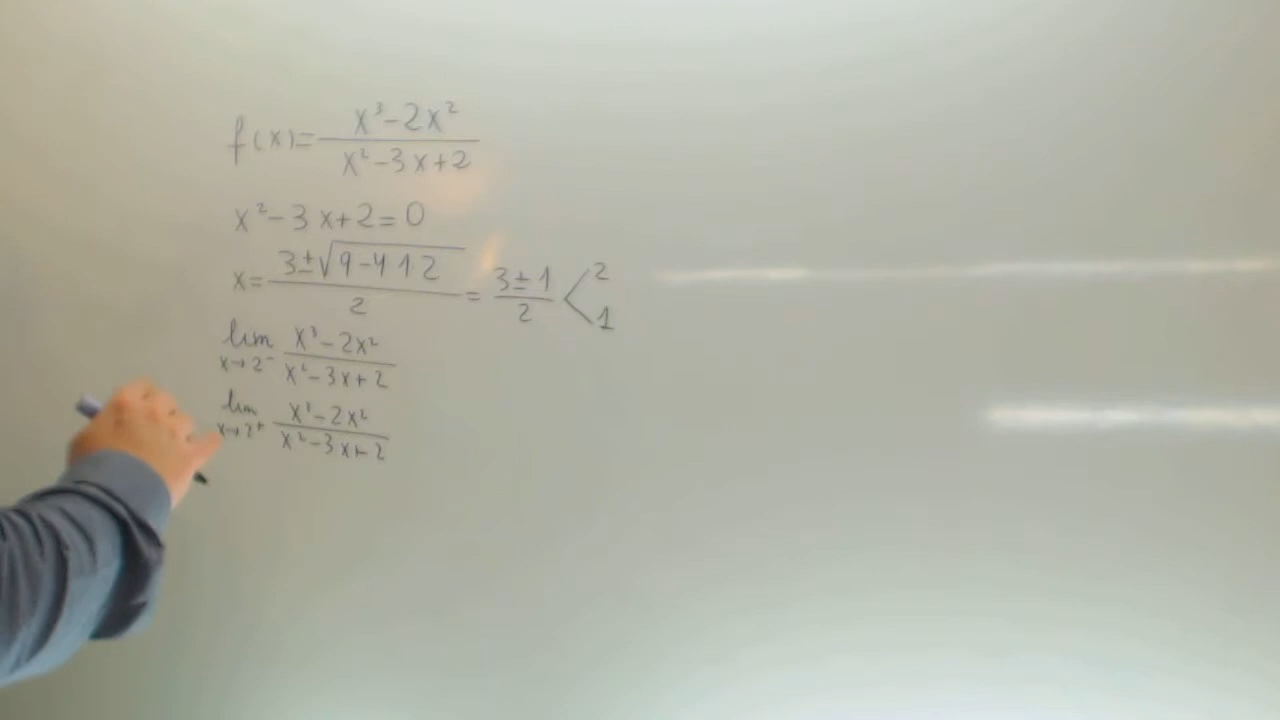 f(x)= x³-2x² / x²-3x+2
x²-3x+2=0
x= 3±√9-4 1 2 / 2 = 3±1 / 2 < 2 1
lim x→2⁻ x³-2x² / x²-3x+2
lim x→2⁺ x³-2x² / x²-3x+2